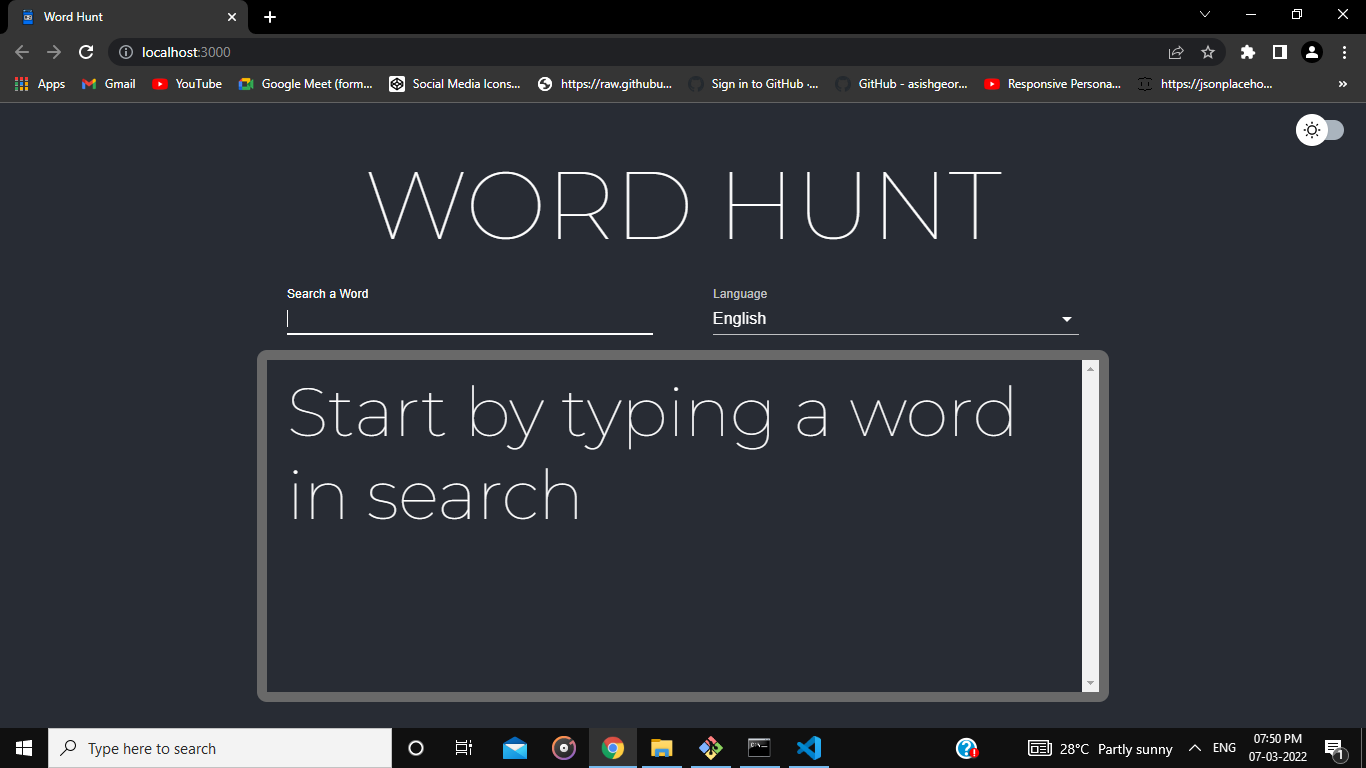 Word Hunt
localhost:3000
Apps Gmail YouTube Google Meet (form... Social Media Icons... https://raw.githubu... Sign in to GitHub ·... GitHub - asishgeor... Responsive Persona... https://jsonplaceho... »
WORD HUNT
Search a Word Language
English
Start by typing a word
in search
Type here to search
28°C Partly sunny ENG 07:50 PM
07-03-2022
1